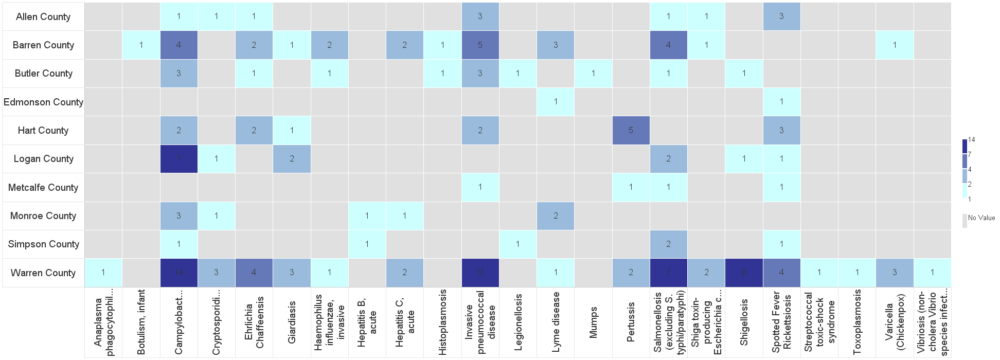 Allen County 1 1 1 3 1 1 3
Barren County 1 4 2 1 2 2 1 5 3 4 1 1
Butler County 3 1 1 1 3 1 1 1 1
Edmonson County 1 1
Hart County 2 2 1 2 5 3
Logan County 7 1 2 2 1 1
Metcalfe County 1 1 1 1
Monroe County 3 1 1 1 2
Simpson County 1 1 1 2 1
Warren County 1 14 3 4 3 1 2 13 1 2 7 2 8 4 1 1 3 1
Anaplasma
phagocytophil...
Botulism, infant
Campylobact...
Cryptosporidi...
Ehrlichia
Chaffeensis
Giardiasis
Haemophilus
influenzae,
invasive
Hepatitis B,
acute
Hepatitis C,
acute
Histoplasmosis
Invasive
pneumococcal
disease
Legionellosis
Lyme disease
Mumps
Pertussis
Salmonellosis
(excluding S.
typhi/paratyphi)
Shiga toxin-
producing
Escherichia c...
Shigellosis
Spotted Fever
Rickettsiosis
Streptococcal
toxic-shock
syndrome
Toxoplasmosis
Varicella
(Chickenpox)
Vibriosis (non-
cholera Vibrio
species infect...
14
7
4
2
1
No Value